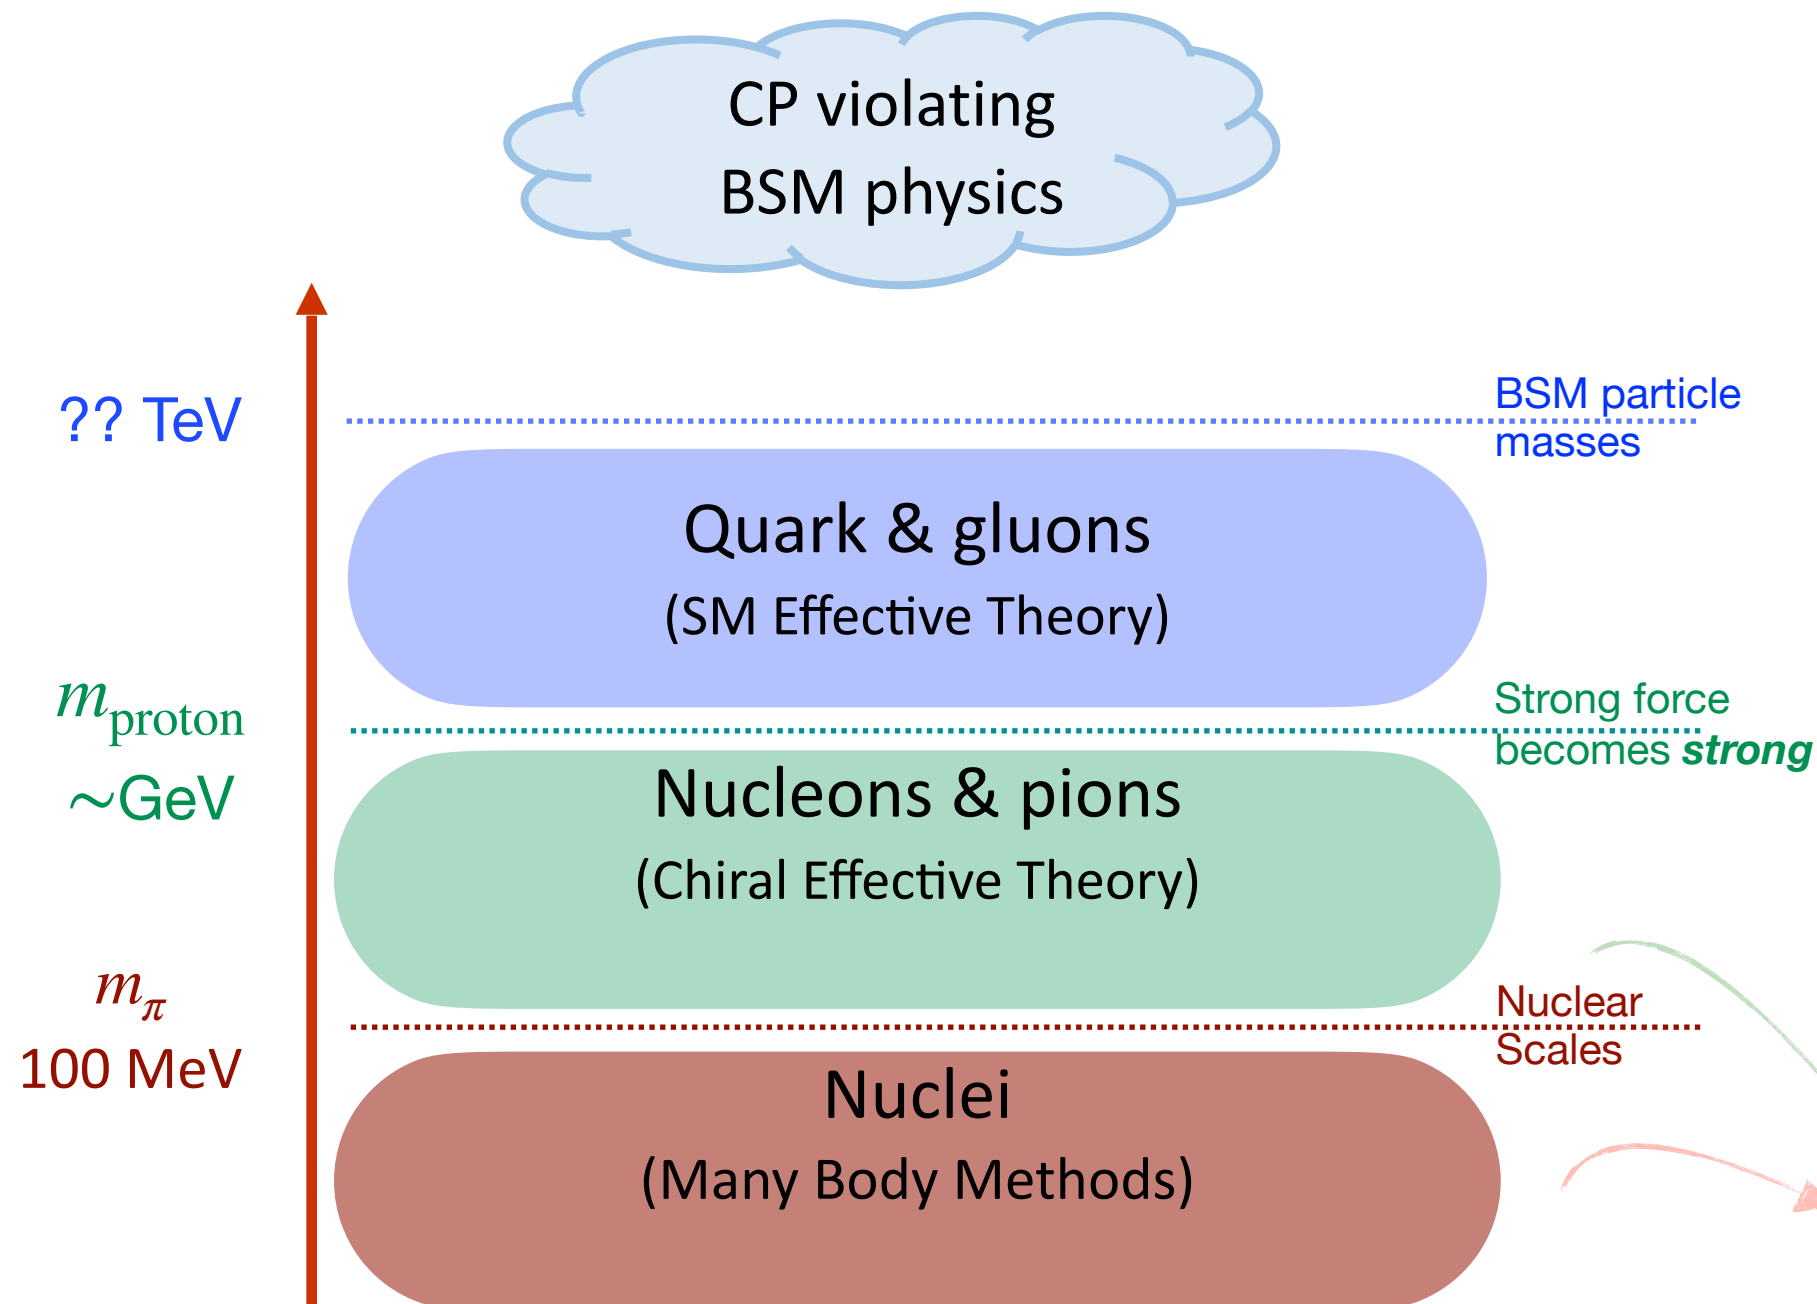 CP violating
BSM physics
?? TeV
BSM particle
masses
Quark & gluons
(SM Effective Theory)
m_proton
~GeV
Strong force
becomes strong
Nucleons & pions
(Chiral Effective Theory)
m_π
100 MeV
Nuclear
Scales
Nuclei
(Many Body Methods)